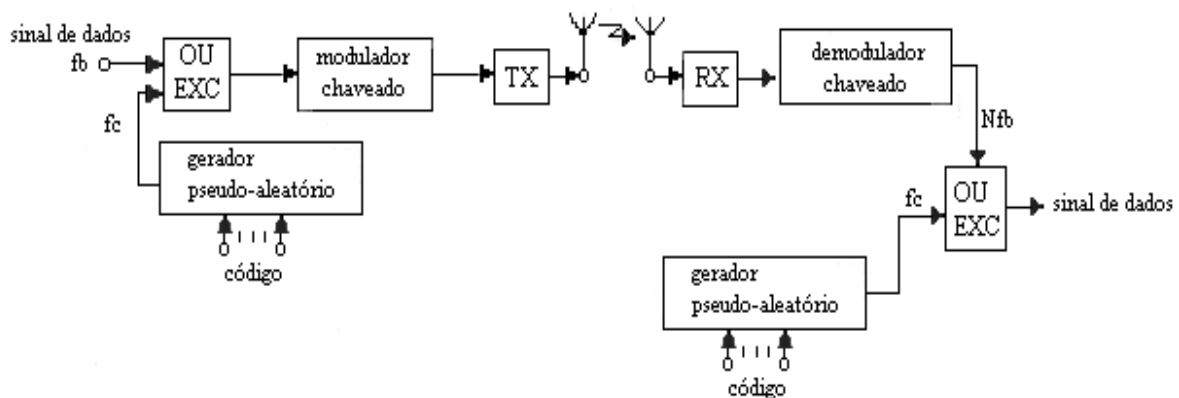 sinal de dados
fb
OU
EXC
modulador
chaveado
TX
RX
demodulador
chaveado
fc
gerador
pseudo-aleatório
código
Nfb
fc
OU
EXC
sinal de dados
gerador
pseudo-aleatório
código